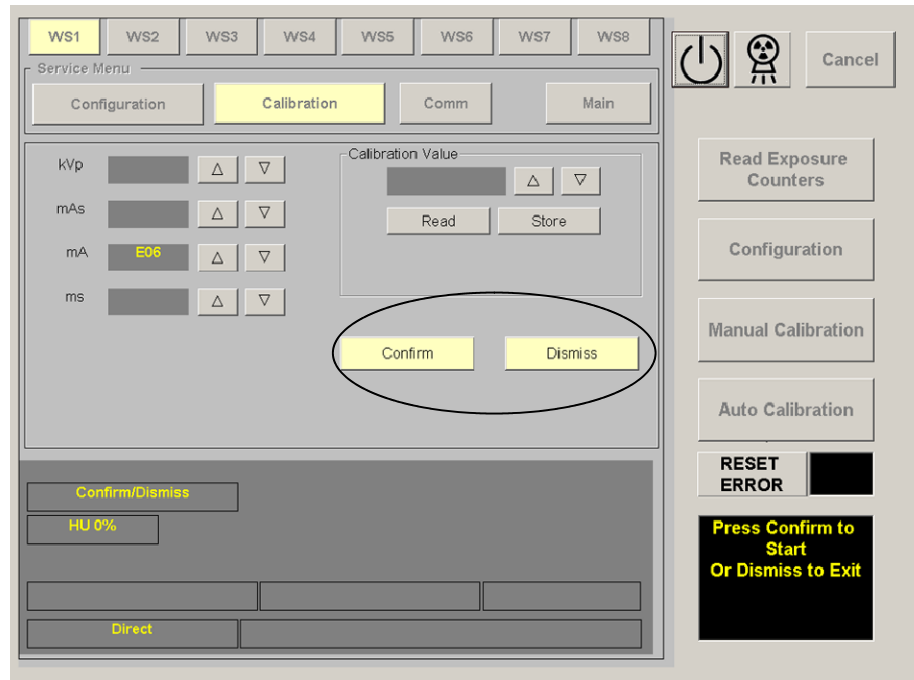 WS1 WS2 WS3 WS4 WS5 WS6 WS7 WS8
Cancel
Service Menu
Configuration Calibration Comm Main
kVp
mAs
mA E06
ms
Calibration Value
Read Store
Confirm Dismiss
Read Exposure
Counters
Configuration
Manual Calibration
Auto Calibration
RESET
ERROR
Confirm/Dismiss
HU 0%
Direct
Press Confirm to
Start
Or Dismiss to Exit